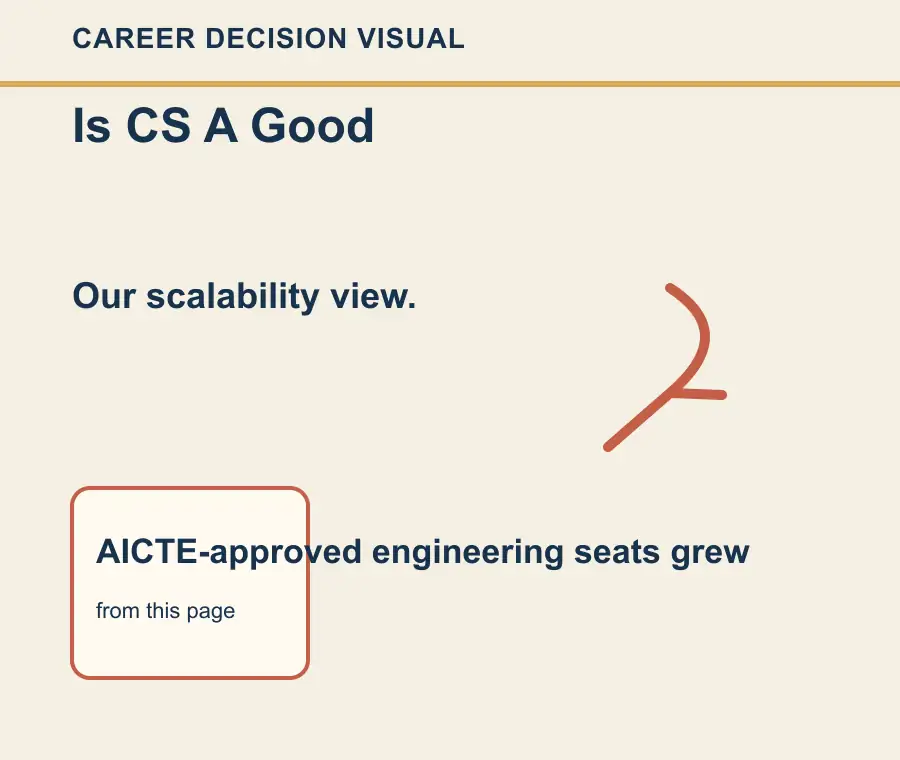 CAREER DECISION VISUAL
Is CS A Good
Our scalability view.
AICTE-approved engineering seats grew
from this page